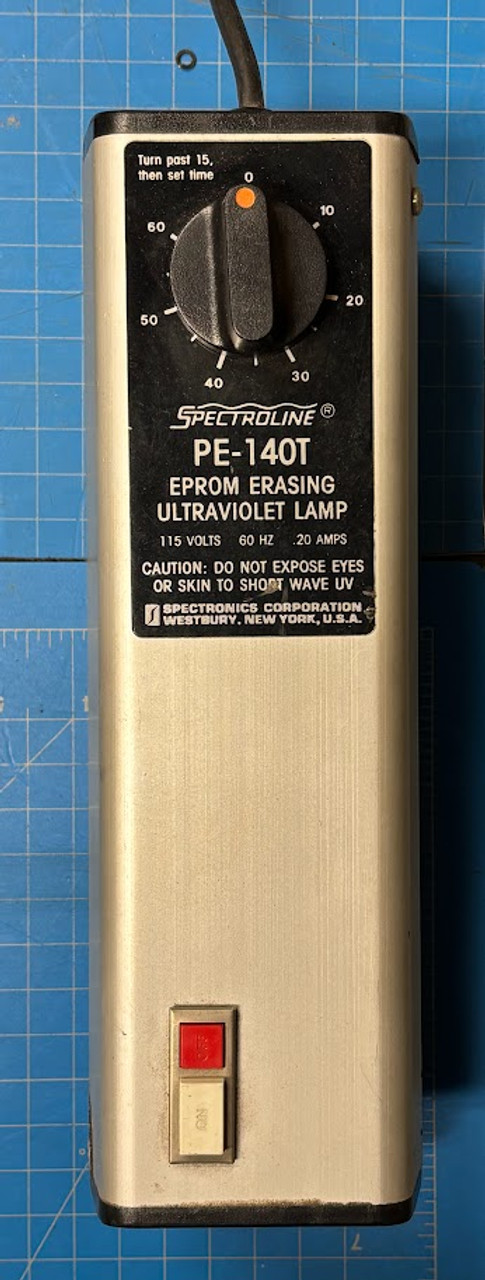 Turn past 15,
then set time
0
10
20
30
40
50
60
SPECTROLINE®
PE-140T
EPROM ERASING
ULTRAVIOLET LAMP
115 VOLTS 60 HZ .20 AMPS
CAUTION: DO NOT EXPOSE EYES
OR SKIN TO SHORT WAVE UV
SPECTRONICS CORPORATION
WESTBURY, NEW YORK, U.S.A.
OFF
ON
7